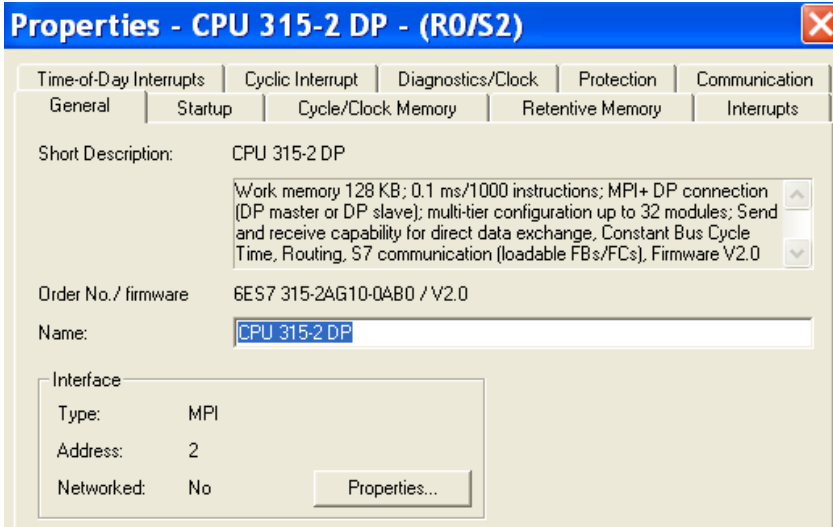 Properties - CPU 315-2 DP - (R0/S2)
Time-of-Day Interrupts Cyclic Interrupt Diagnostics/Clock Protection Communication
General Startup Cycle/Clock Memory Retentive Memory Interrupts
Short Description: CPU 315-2 DP
Work memory 128 KB; 0.1 ms/1000 instructions; MPI+ DP connection
(DP master or DP slave); multi-tier configuration up to 32 modules; Send
and receive capability for direct data exchange, Constant Bus Cycle
Time, Routing, S7 communication (loadable FBs/FCs), Firmware V2.0
Order No./ firmware 6ES7 315-2AG10-0AB0 / V2.0
Name: CPU 315-2 DP
Interface
Type: MPI
Address: 2
Networked: No Properties...